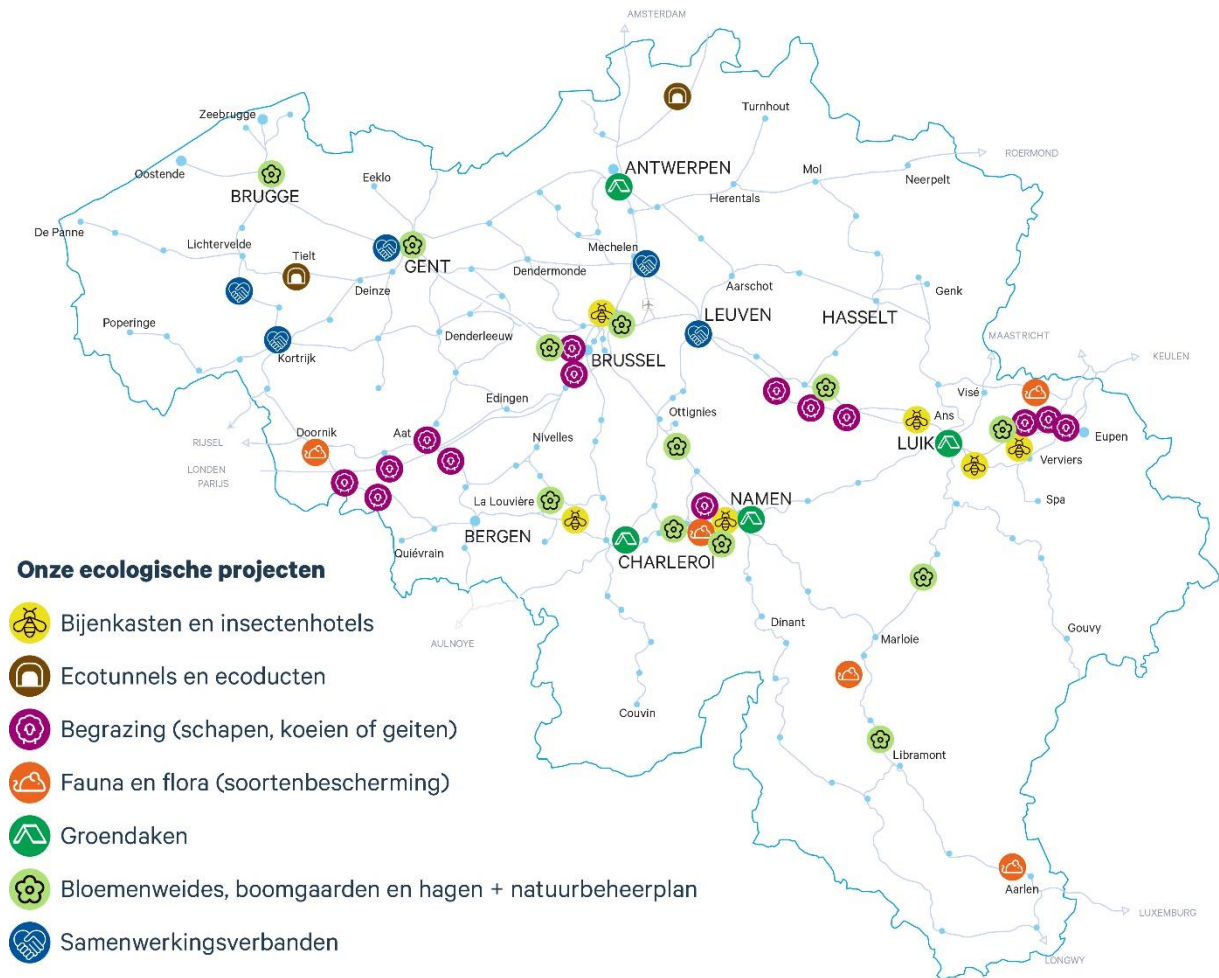 AMSTERDAM
Zeebrugge
Turnhout
Oostende
ANTWERPEN
ROERMOND
Eeklo
Mol
Neerpelt
BRUGGE
Herentals
De Panne
Lichtervelde
Tielt
GENT
Mechelen
Dendermonde
Deinze
Aarschot
Genk
LEUVEN
HASSELT
Poperinge
Denderleeuw
MAASTRICHT
KEULEN
Kortrijk
BRUSSEL
Visé
Edingen
Ottignies
Ans
Doornik
Aat
Nivelles
Eupen
RIJSEL
LUIK
Verviers
LONDEN
PARIJS
La Louvière
NAMEN
Spa
BERGEN
Quiévrain
CHARLEROI
Dinant
Gouvy
AULNOYE
Marloie
Couvin
Libramont
Aarlen
LUXEMBURG
LONGWY
Onze ecologische projecten
Bijenkasten en insectenhotels
Ecotunnels en ecoducten
Begrazing (schapen, koeien of geiten)
Fauna en flora (soortenbescherming)
Groendaken
Bloemenweides, boomgaarden en hagen + natuurbeheerplan
Samenwerkingsverbanden